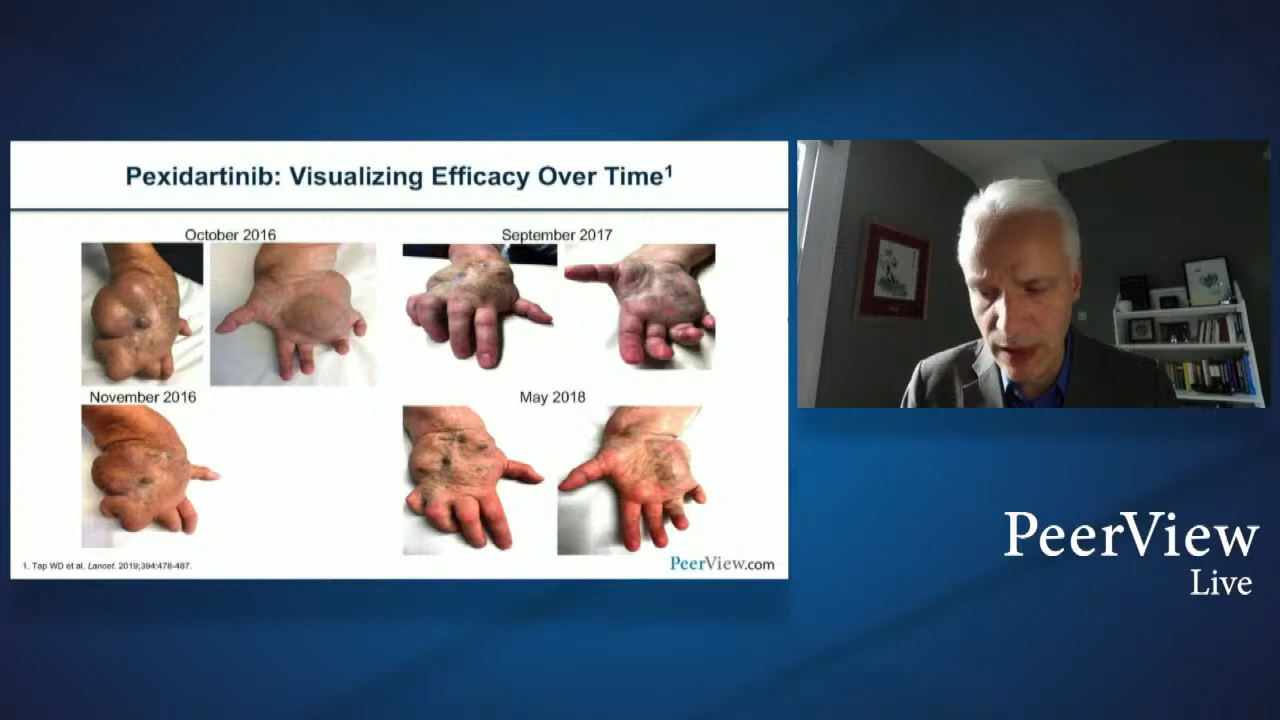 Pexidartinib: Visualizing Efficacy Over Time1
October 2016
September 2017
November 2016
May 2018
1. Tap WD et al. Lancet. 2019;394:478-487.
PeerView.com
PeerView
Live